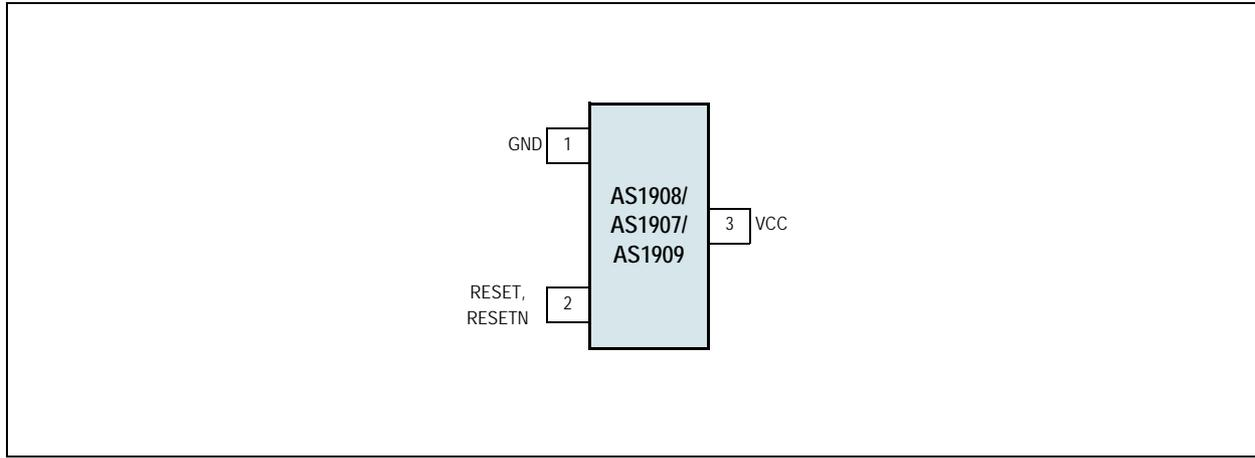 GND
1
AS1908/
AS1907/
AS1909
3
VCC
RESET,
RESETN
2